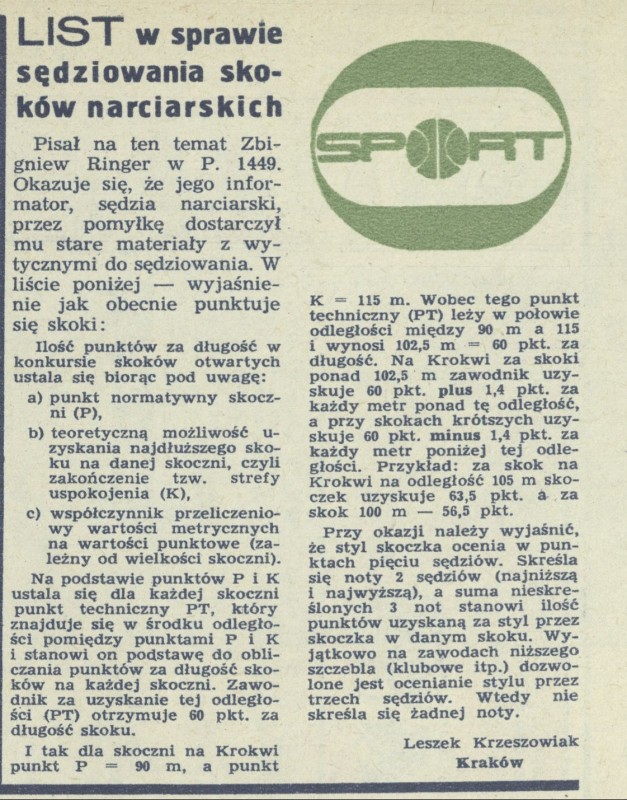 LIST w sprawie
sędziowania sko-
ków narciarskich
Pisał na ten temat Zbi-
gniew Ringer w P. 1449.
Okazuje się, że jego infor-
mator, sędzia narciarski,
przez pomyłkę dostarczył
mu stare materiały z wy-
tycznymi do sędziowania. W
liście poniżej — wyjaśnie-
nie jak obecnie punktuje
się skoki:
Ilość punktów za długość w
konkursie skoków otwartych
ustala się biorąc pod uwagę:
a) punkt normatywny skocz-
ni (P),
b) teoretyczną możliwość u-
zyskania najdłuższego sko-
ku na danej skoczni, czyli
zakończenie tzw. strefy
uspokojenia (K),
c) współczynnik przeliczenio-
wy wartości metrycznych
na wartości punktowe (za-
leżny od wielkości skoczni).
Na podstawie punktów P i K
ustala się dla każdej skoczni
punkt techniczny PT, który
znajduje się w środku odległo-
ści pomiędzy punktami P i K
i stanowi on podstawę do obli-
czania punktów za długość sko-
ków na każdej skoczni. Zawo-
dnik za uzyskanie tej odległo-
ści (PT) otrzymuje 60 pkt. za
długość skoku.
I tak dla skoczni na Krokwi
punkt P = 90 m, a punkt
SPORT
K = 115 m. Wobec tego punkt
techniczny (PT) leży w połowie
odległości między 90 m a 115
i wynosi 102,5 m = 60 pkt. za
długość. Na Krokwi za skoki
ponad 102,5 m zawodnik uzy-
skuje 60 pkt. plus 1,4 pkt. za
każdy metr ponad tę odległość,
a przy skokach krótszych uzy-
skuje 60 pkt. minus 1,4 pkt. za
każdy metr poniżej tej odle-
głości. Przykład: za skok na
Krokwi na odległość 105 m sko-
czek uzyskuje 63,5 pkt. a za
skok 100 m — 56,5 pkt.
Przy okazji należy wyjaśnić,
że styl skoczka ocenia w pun-
ktach pięciu sędziów. Skreśla
się noty 2 sędziów (najniższą
i najwyższą), a suma nieskre-
ślonych 3 not stanowi ilość
punktów uzyskaną za styl przez
skoczka w danym skoku. Wy-
jątkowo na zawodach niższego
szczebla (klubowe itp.) dozwo-
lone jest ocenianie stylu przez
trzech sędziów. Wtedy nie
skreśla się żadnej noty.
Leszek Krzeszowiak
Kraków